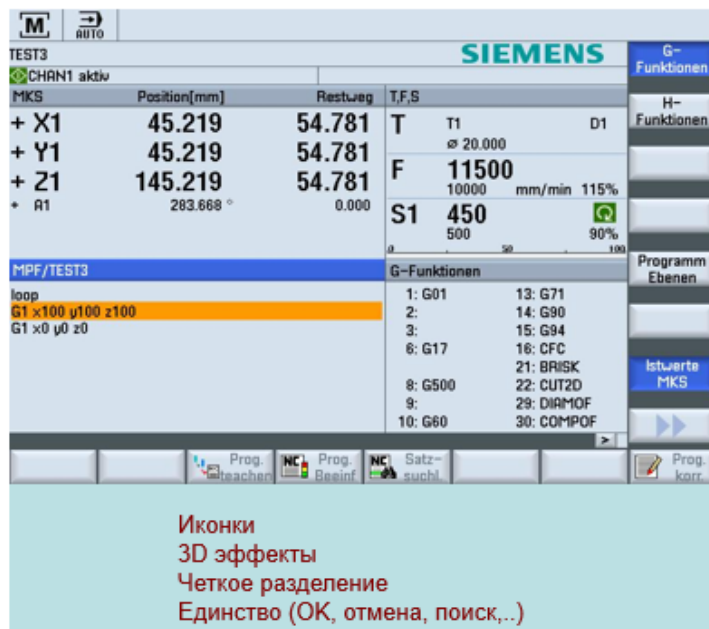 M AUTO
TEST3 SIEMENS
CHAN1 aktiv
MKS Position[mm] Restweg
+ X1 45.219 54.781
+ Y1 45.219 54.781
+ Z1 145.219 54.781
+ A1 283.668 ° 0.000
T,F,S
T T1 D1
ø 20.000
F 11500
10000 mm/min 115%
S1 450
500 90%
0 50 100
MPF/TEST3
loop
G1 x100 y100 z100
G1 x0 y0 z0
G-Funktionen
1: G01 13: G71
2: 14: G90
3: 15: G94
6: G17 16: CFC
21: BRISK
8: G500 22: CUT2D
9: 29: DIAMOF
10: G60 30: COMPOF
G-
Funktionen
H-
Funktionen
Programm
Ebenen
Istwerte
MKS
Prog.
teachen
NC Prog.
Beeinf
NC Satz-
suchl.
Prog.
korr.
Иконки
3D эффекты
Четкое разделение
Единство (OK, отмена, поиск,..)